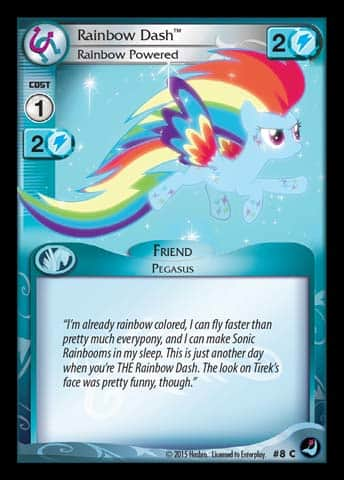 Rainbow Dash™
Rainbow Powered
2
COST
1
2
FRIEND
PEGASUS
“I’m already rainbow colored, I can fly faster than
pretty much everypony, and I can make Sonic
Rainbooms in my sleep. This is just another day
when you’re THE Rainbow Dash. The look on Tirek’s
face was pretty funny, though.”
© 2015 Hasbro. Licensed to Enterplay. #8 C